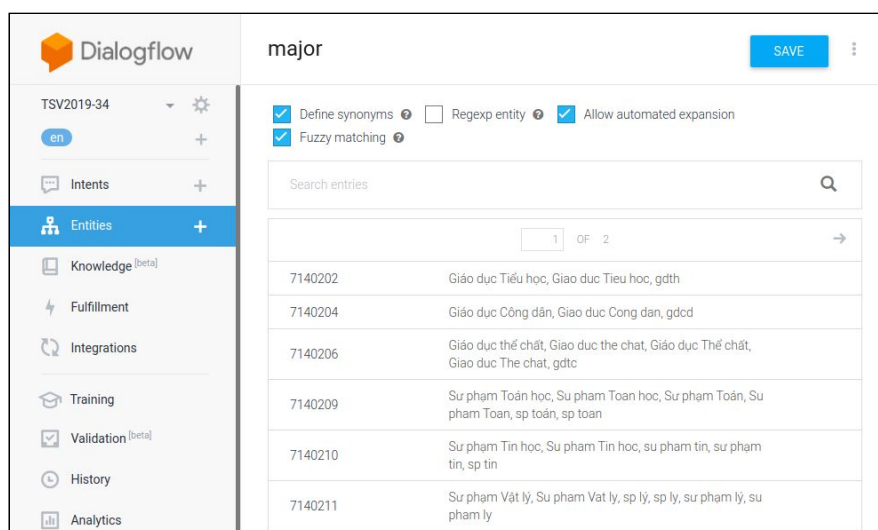 Dialogflow
major
SAVE
TSV2019-34
en
Define synonyms
Regexp entity
Allow automated expansion
Fuzzy matching
Intents
Entities
Knowledge [beta]
Fulfillment
Integrations
Training
Validation [beta]
History
Analytics
Search entries
1 OF 2
7140202 Giáo dục Tiểu học, Giao duc Tieu hoc, gdth
7140204 Giáo dục Công dân, Giao duc Cong dan, gdcd
7140206 Giáo dục thể chất, Giao duc the chat, Giáo dục Thể chất,
Giao duc The chat, gdtc
7140209 Sư phạm Toán học, Su pham Toan hoc, Sư phạm Toán, Su
pham Toan, sp toán, sp toan
7140210 Sư phạm Tin học, Su pham Tin hoc, su pham tin, sư phạm
tin, sp tin
7140211 Sư phạm Vật lý, Su pham Vat ly, sp lý, sp ly, sư phạm lý, su
pham ly